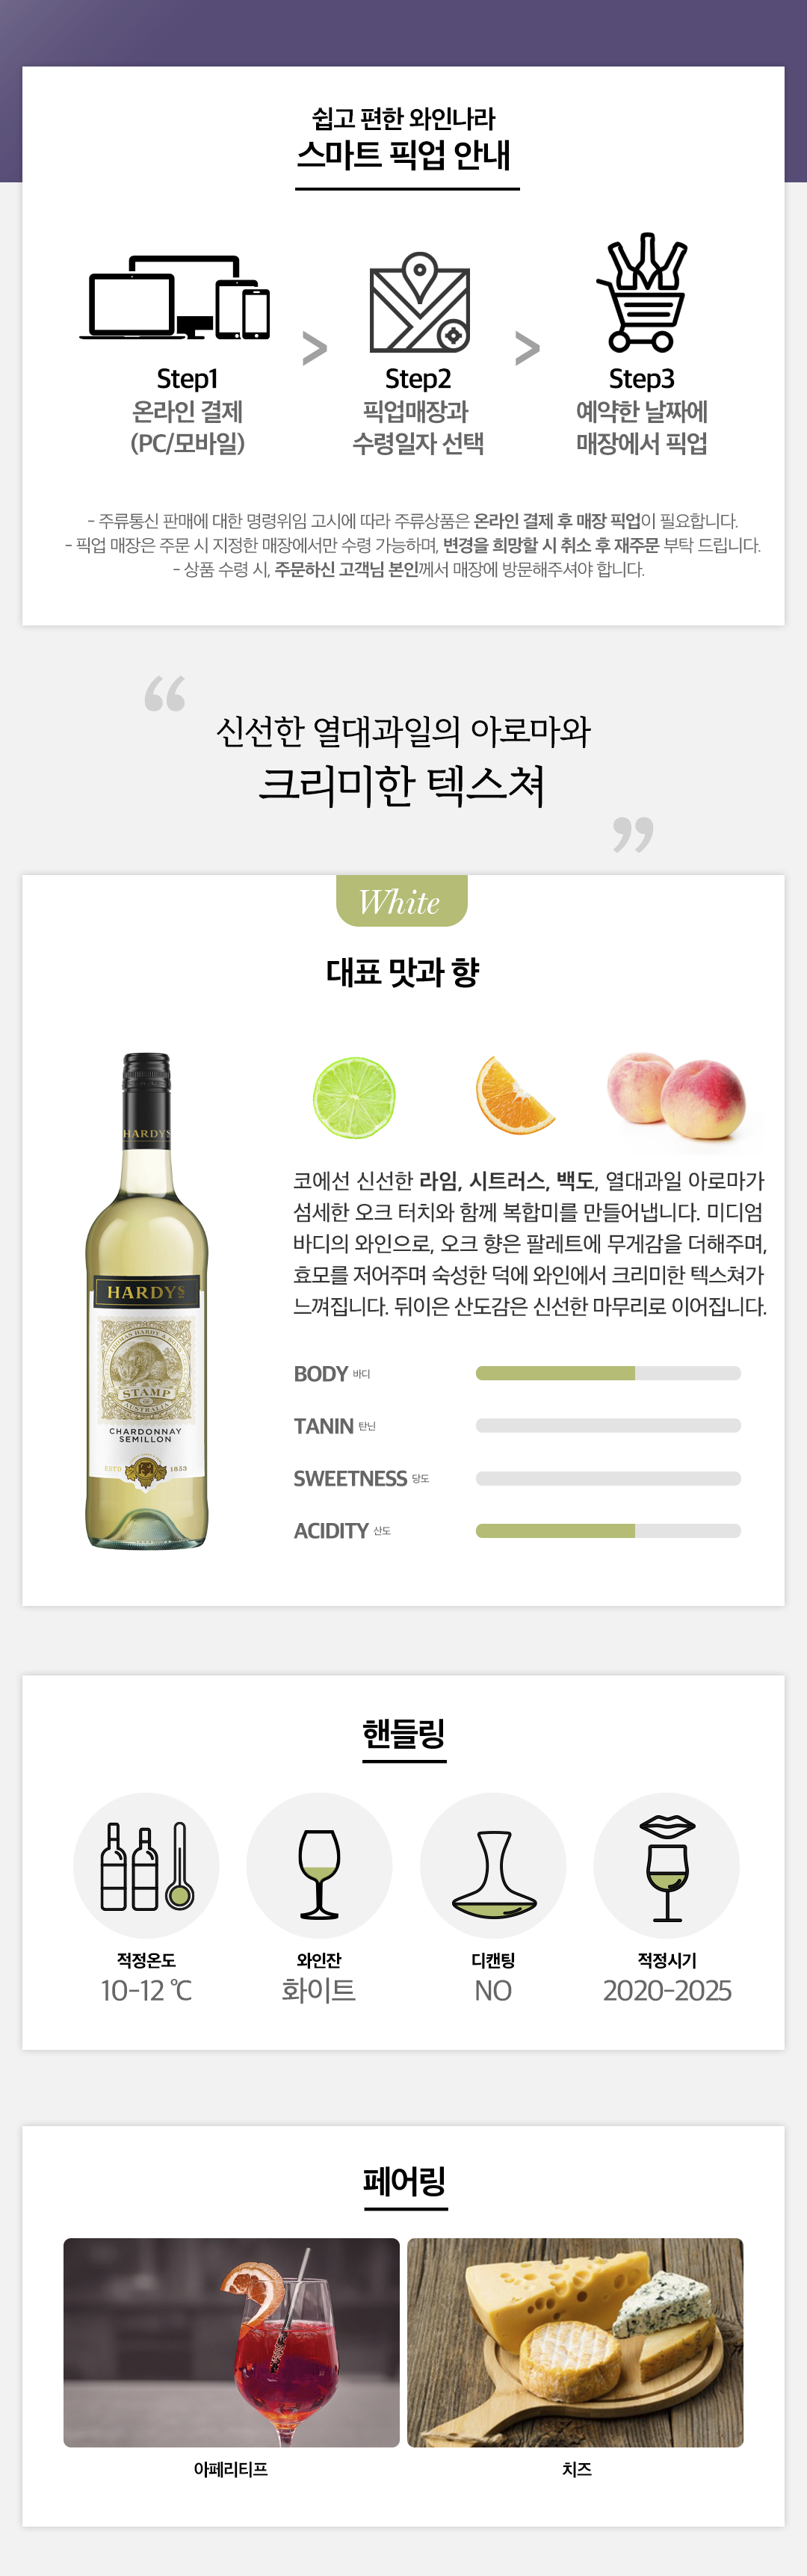 쉽고 편한 와인나라
스마트 픽업 안내
Step1
온라인 결제
(PC/모바일)
>
Step2
픽업매장과
수령일자 선택
>
Step3
예약한 날짜에
매장에서 픽업
- 주류통신 판매에 대한 명령위임 고시에 따라 주류상품은 온라인 결제 후 매장 픽업이 필요합니다.
- 픽업 매장은 주문 시 지정한 매장에서만 수령 가능하며, 변경을 희망할 시 취소 후 재주문 부탁 드립니다.
- 상품 수령 시, 주문하신 고객님 본인께서 매장에 방문해주셔야 합니다.
“
신선한 열대과일의 아로마와
크리미한 텍스쳐
”
White
대표 맛과 향
HARDYS
HARDYS
THOMAS HARDY & SONS
STAMP
OF
AUSTRALIA
CHARDONNAY
SEMILLON
ESTD 1853
코에선 신선한 라임, 시트러스, 백도, 열대과일 아로마가
섬세한 오크 터치와 함께 복합미를 만들어냅니다. 미디엄
바디의 와인으로, 오크 향은 팔레트에 무게감을 더해주며,
효모를 저어주며 숙성한 덕에 와인에서 크리미한 텍스쳐가
느껴집니다. 뒤이은 산도감은 신선한 마무리로 이어집니다.
BODY 바디
TANIN 탄닌
SWEETNESS 당도
ACIDITY 산도
핸들링
적정온도
10-12 ℃
와인잔
화이트
디캔팅
NO
적정시기
2020-2025
페어링
아페리티프
치즈